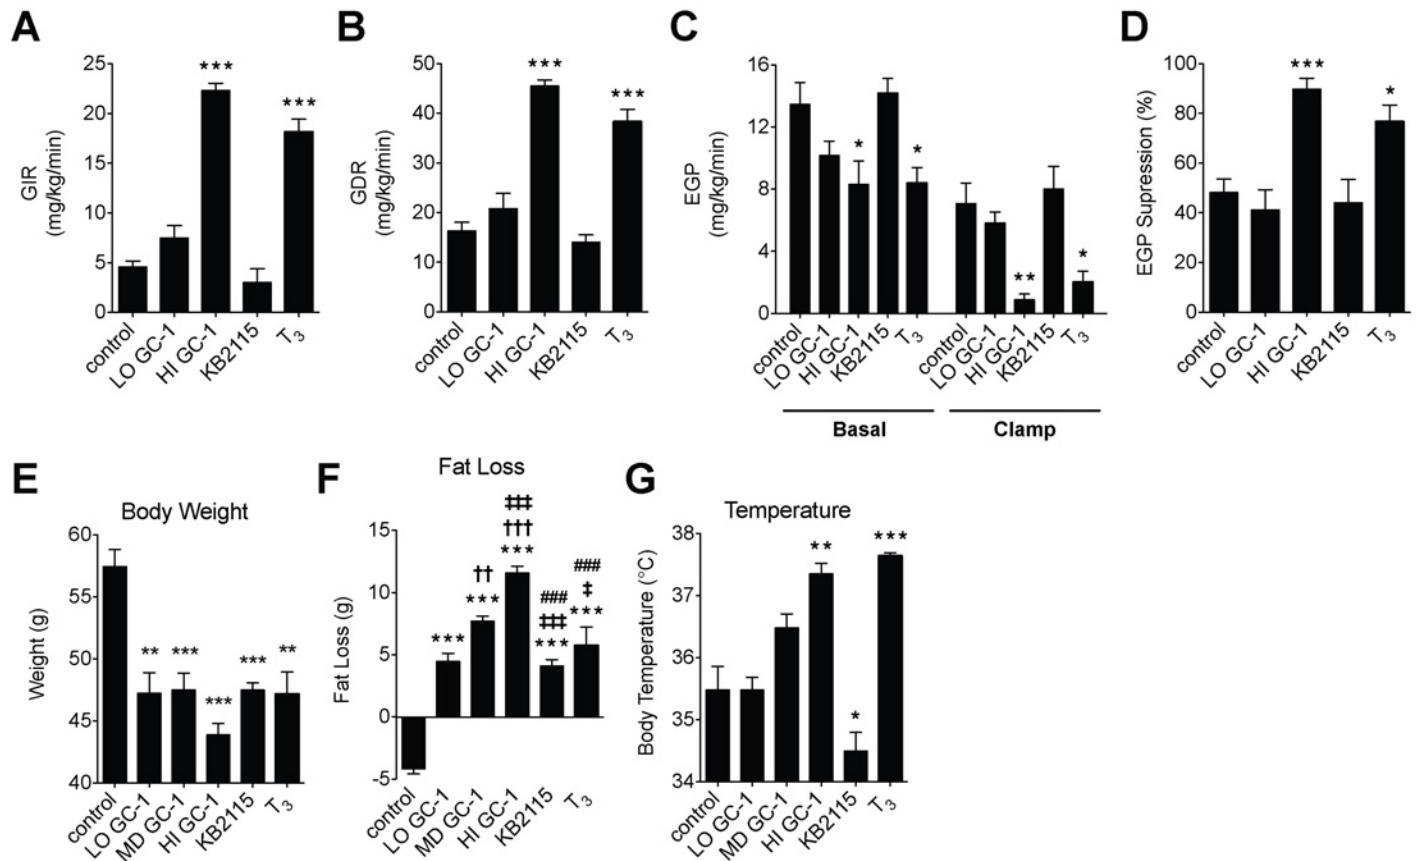 A
GIR
(mg/kg/min)
25
20
15
10
5
0
***
***
control
LO GC-1
HI GC-1
KB2115
T3
B
GDR
(mg/kg/min)
50
40
30
20
10
0
***
***
control
LO GC-1
HI GC-1
KB2115
T3
C
EGP
(mg/kg/min)
16
12
8
4
0
*
*
**
*
control
LO GC-1
HI GC-1
KB2115
T3
control
LO GC-1
HI GC-1
KB2115
T3
Basal
Clamp
D
EGP Supression (%)
100
80
60
40
20
0
***
*
control
LO GC-1
HI GC-1
KB2115
T3
E
Body Weight
Weight (g)
60
55
50
45
40
**
***
***
***
**
control
LO GC-1
MD GC-1
HI GC-1
KB2115
T3
F
Fat Loss
Fat Loss (g)
15
10
5
0
-5
***
††
***
‡‡‡
†††
***
###
‡‡‡
***
###
‡
***
control
LO GC-1
MD GC-1
HI GC-1
KB2115
T3
G
Temperature
Body Temperature (°C)
38
37
36
35
34
**
*
***
control
LO GC-1
MD GC-1
HI GC-1
KB2115
T3